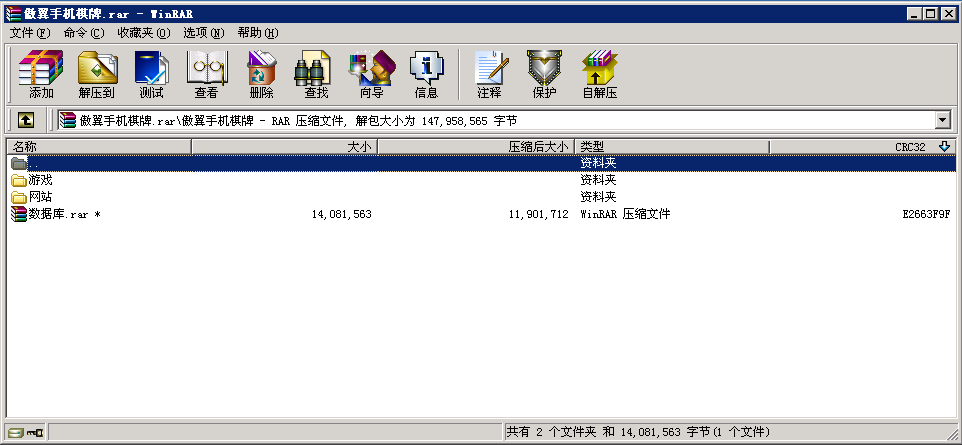 傲翼手机棋牌.rar - WinRAR
文件(F) 命令(C) 收藏夹(O) 选项(N) 帮助(H)
添加 解压到 测试 查看 删除 查找 向导 信息 注释 保护 自解压
傲翼手机棋牌.rar\傲翼手机棋牌 - RAR 压缩文件, 解包大小为 147,958,565 字节
名称 大小 压缩后大小 类型 CRC32
.. 资料夹
游戏 资料夹
网站 资料夹
数据库.rar * 14,081,563 11,901,712 WinRAR 压缩文件 E2663F9F
共有 2 个文件夹 和 14,081,563 字节(1 个文件)